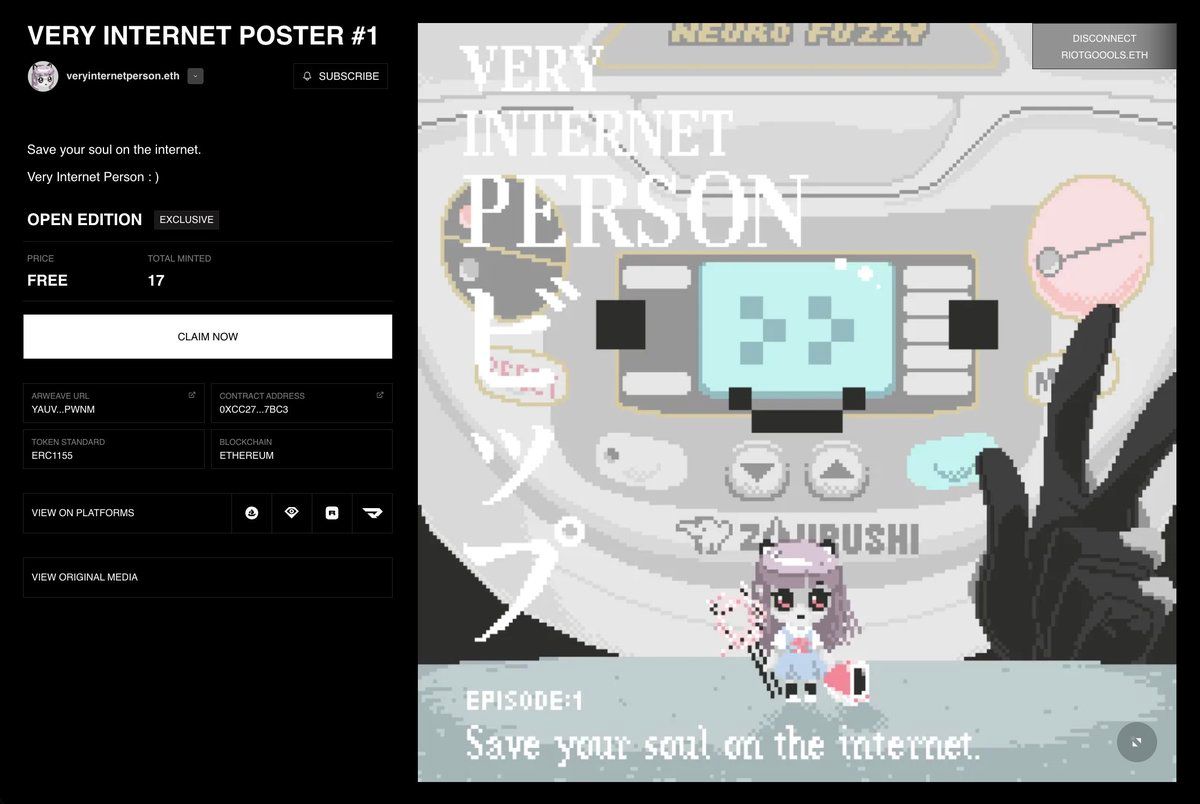 VERY INTERNET POSTER #1
veryinternetperson.eth
SUBSCRIBE
Save your soul on the internet.
Very Internet Person : )
OPEN EDITION
EXCLUSIVE
PRICE
TOTAL MINTED
FREE
17
CLAIM NOW
ARWEAVE URL
YAUV...PWNM
CONTRACT ADDRESS
0XCC27...7BC3
TOKEN STANDARD
ERC1155
BLOCKCHAIN
ETHEREUM
VIEW ON PLATFORMS
VIEW ORIGINAL MEDIA
DISCONNECT
RIOTGOOOLS.ETH
NEURO FUZZY
VERY
INTERNET
PERSON
ビップ
ZOJIRUSHI
EPISODE:1
Save your soul on the internet.